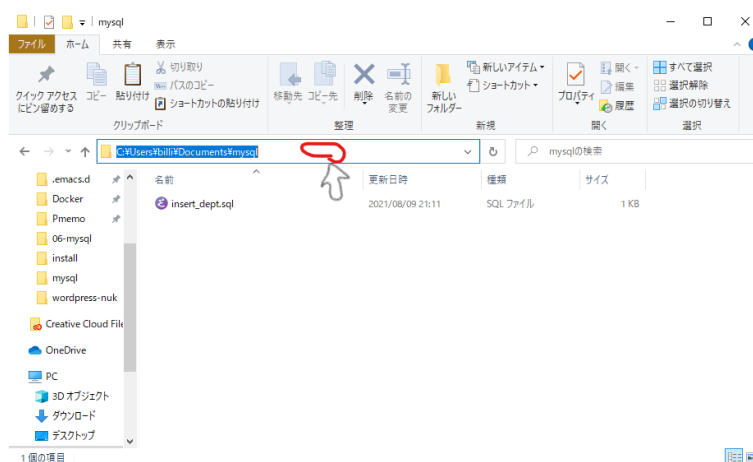 mysql
ファイル ホーム 共有 表示
クイック アクセス
にピン留めする
コピー
貼り付け
切り取り
パスのコピー
ショートカットの貼り付け
移動先
コピー先
削除
名前の
変更
新しい
フォルダー
新しいアイテム
ショートカット
プロパティ
開く
編集
履歴
すべて選択
選択解除
選択の切り替え
クリップボード 整理 新規 開く 選択
C:¥Users¥billi¥Documents¥mysql
mysqlの検索
名前 更新日時 種類 サイズ
insert_dept.sql 2021/08/09 21:11 SQL ファイル 1 KB
.emacs.d
Docker
Pmemo
06-mysql
install
mysql
wordpress-nuk
Creative Cloud File
OneDrive
PC
3D オブジェクト
ダウンロード
デスクトップ
1 個の項目